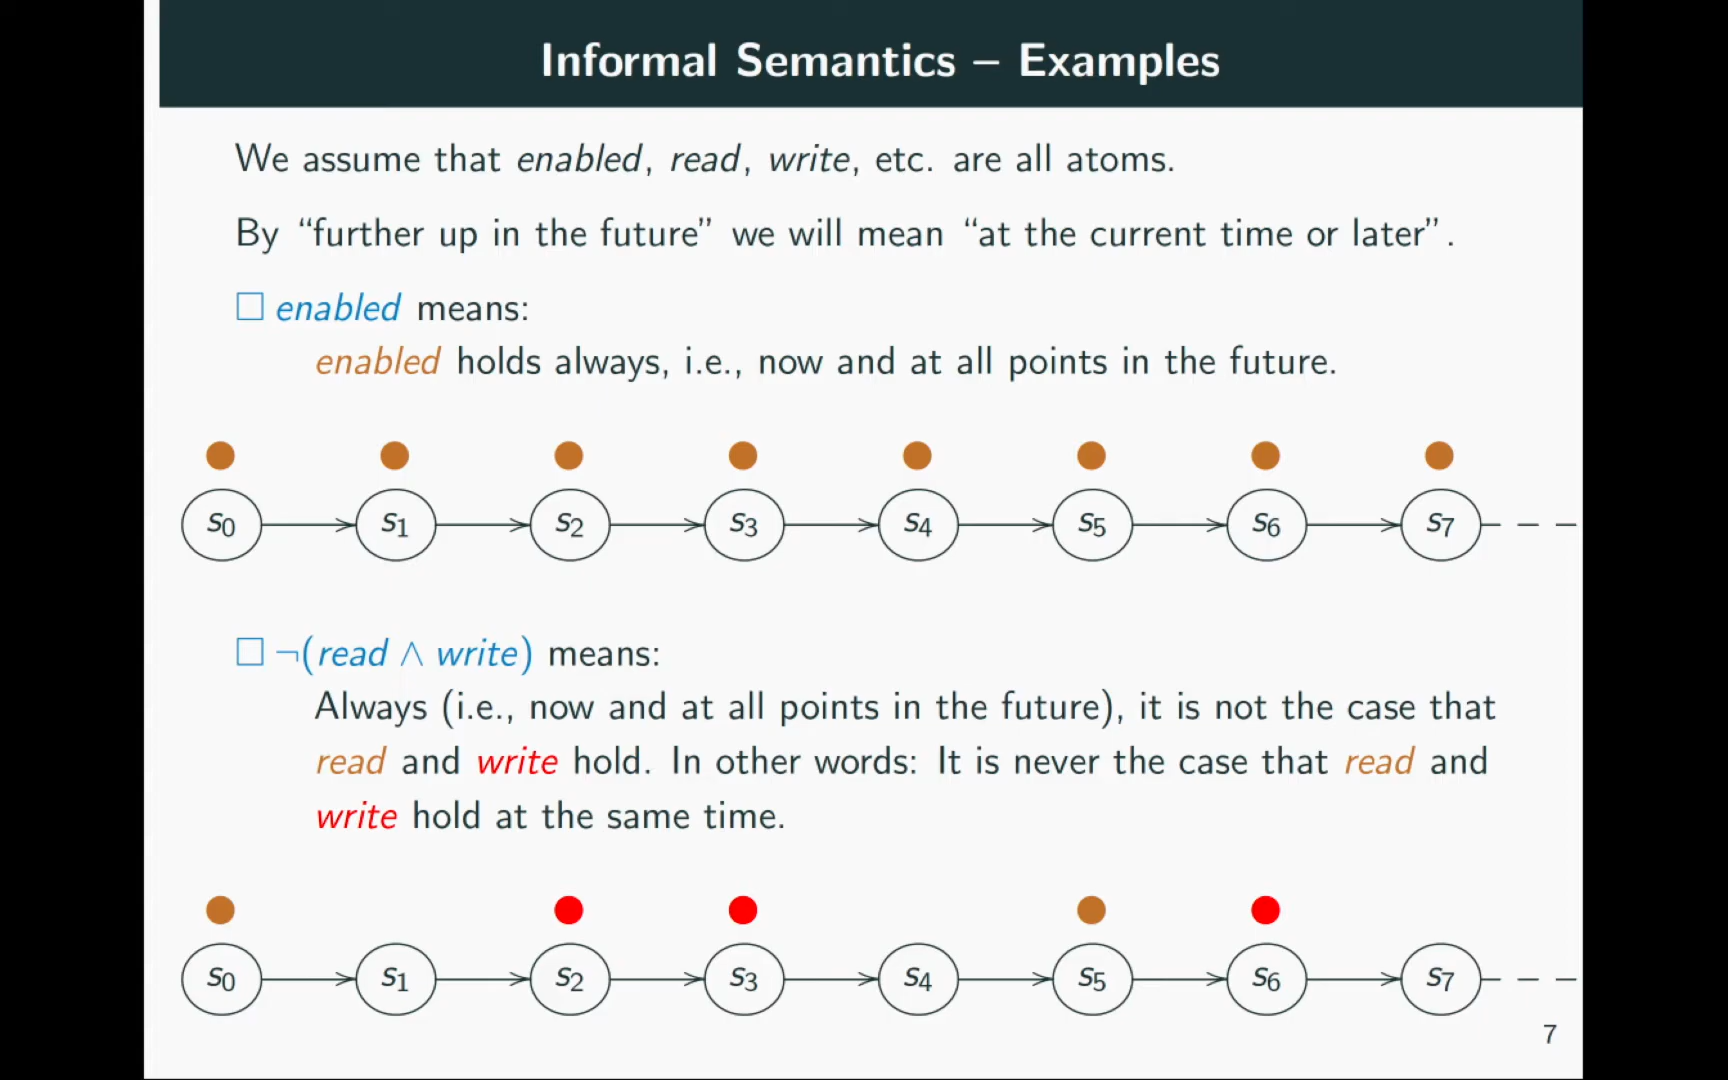 Informal Semantics – Examples
We assume that enabled, read, write, etc. are all atoms.
By “further up in the future” we will mean “at the current time or later”.
□ enabled means:
enabled holds always, i.e., now and at all points in the future.
s₀ s₁ s₂ s₃ s₄ s₅ s₆ s₇
□ ¬(read ∧ write) means:
Always (i.e., now and at all points in the future), it is not the case that
read and write hold. In other words: It is never the case that read and
write hold at the same time.
s₀ s₁ s₂ s₃ s₄ s₅ s₆ s₇
7